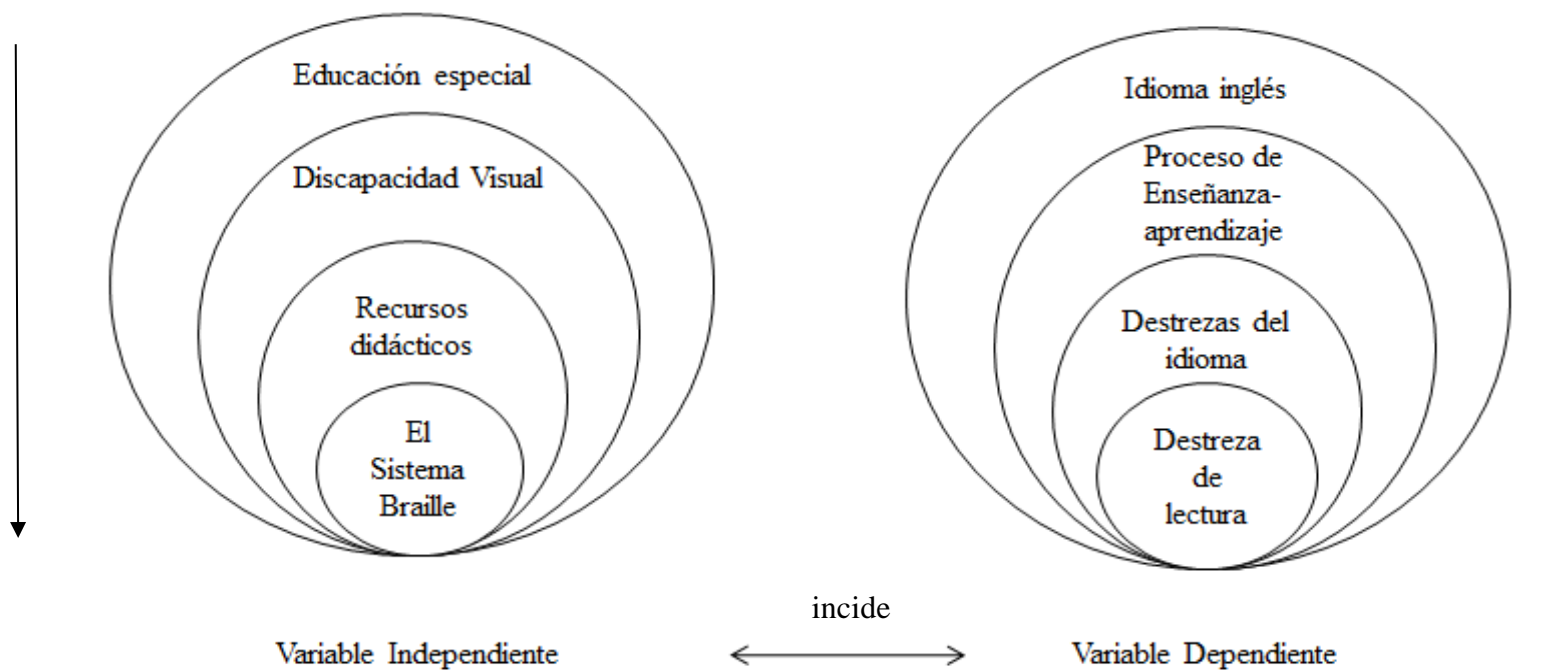 Educación especial
Discapacidad Visual
Recursos
didácticos
El
Sistema
Braille
Idioma inglés
Proceso de
Enseñanza-
aprendizaje
Destrezas del
idioma
Destreza
de
lectura
incide
Variable Independiente
Variable Dependiente